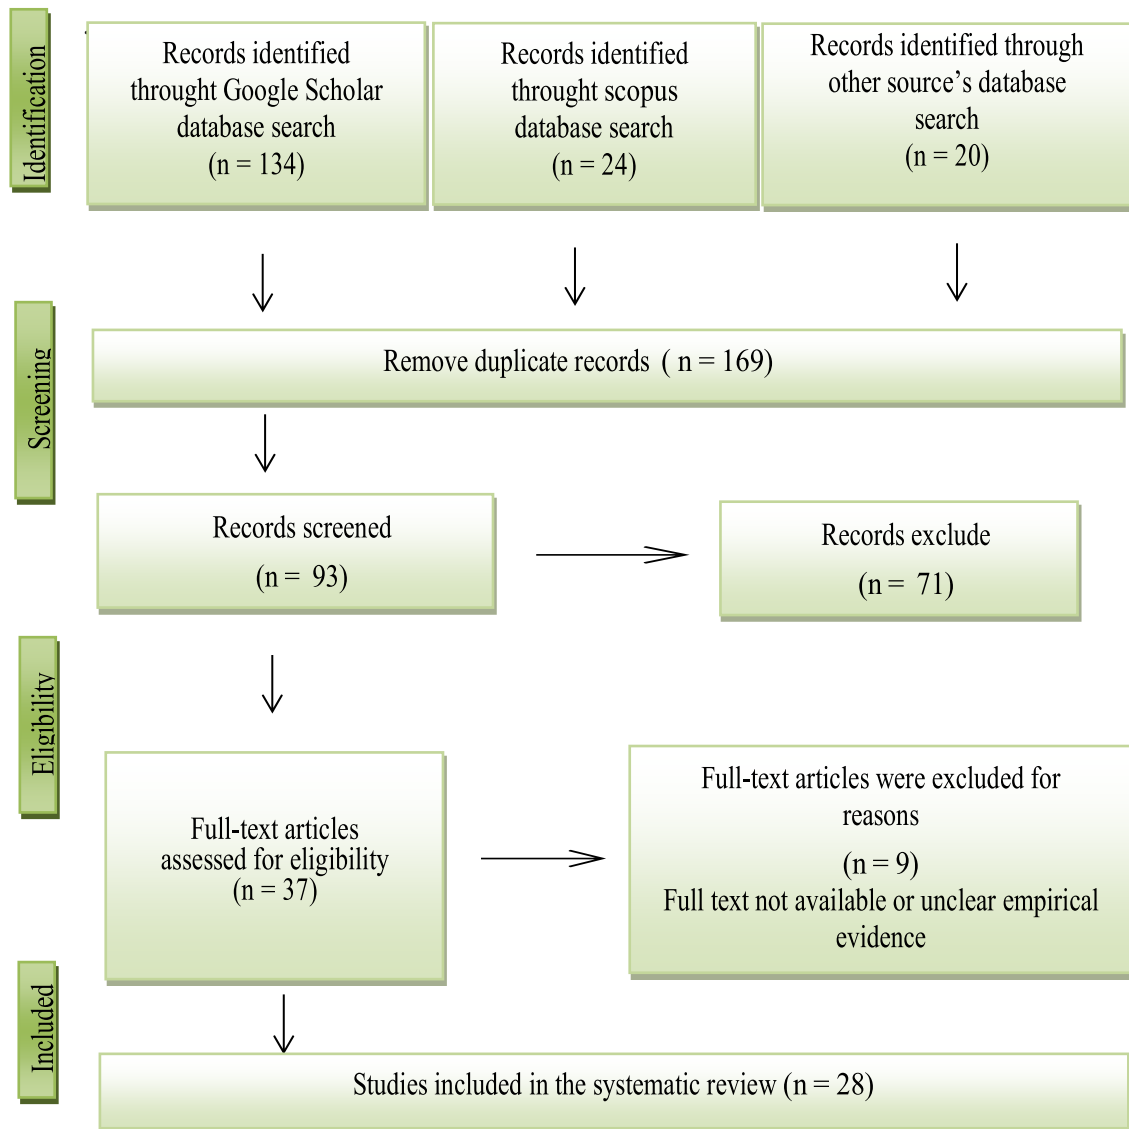 Identification
Records identified
throught Google Scholar
database search
(n = 134)
Records identified
throught scopus
database search
(n = 24)
Records identified through
other source's database
search
(n = 20)
Screening
Remove duplicate records ( n = 169)
Records screened
(n = 93)
Records exclude
(n = 71)
Eligibility
Full-text articles
assessed for eligibility
(n = 37)
Full-text articles were excluded for
reasons
(n = 9)
Full text not available or unclear empirical
evidence
Included
Studies included in the systematic review (n = 28)